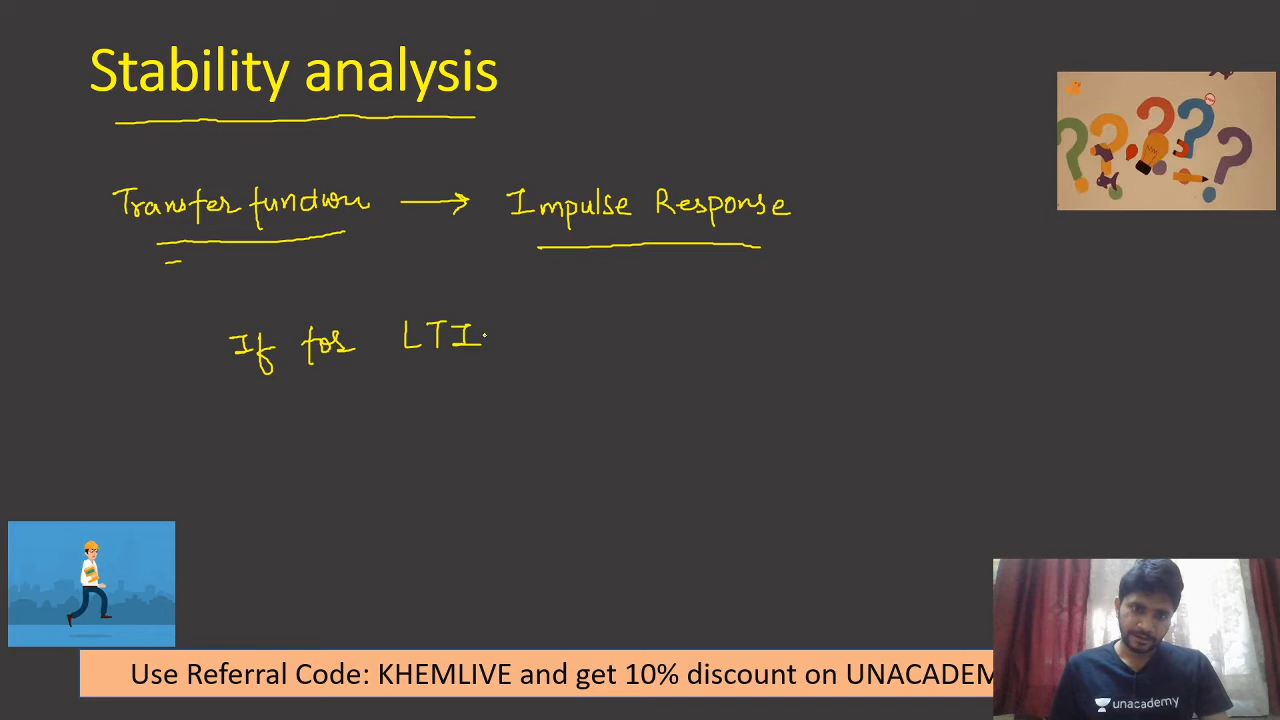 Stability analysis
Transfer function → Impulse Response
If for LTI
Use Referral Code: KHEMLIVE and get 10% discount on UNACADEM
unacademy